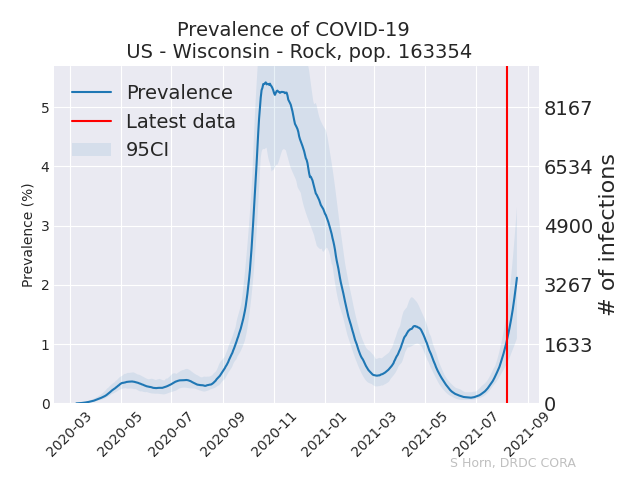 Prevalence of COVID-19
US - Wisconsin - Rock, pop. 163354
Prevalence
Latest data
95CI
Prevalence (%)
5
4
3
2
1
0
8167
6534
4900
3267
1633
0
# of infections
2020-03
2020-05
2020-07
2020-09
2020-11
2021-01
2021-03
2021-05
2021-07
2021-09
S Horn, DRDC CORA